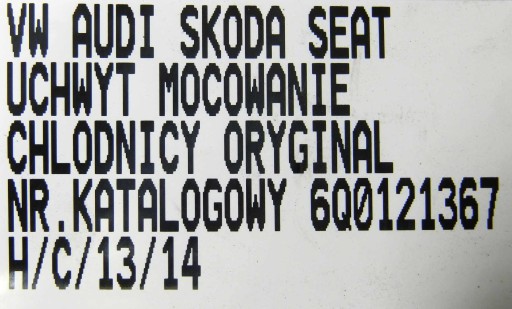 VW AUDI SKODA SEAT
UCHWYT MOCOWANIE
CHLODNICY ORYGINAL
NR.KATALOGOWY 6Q0121367
H/C/13/14